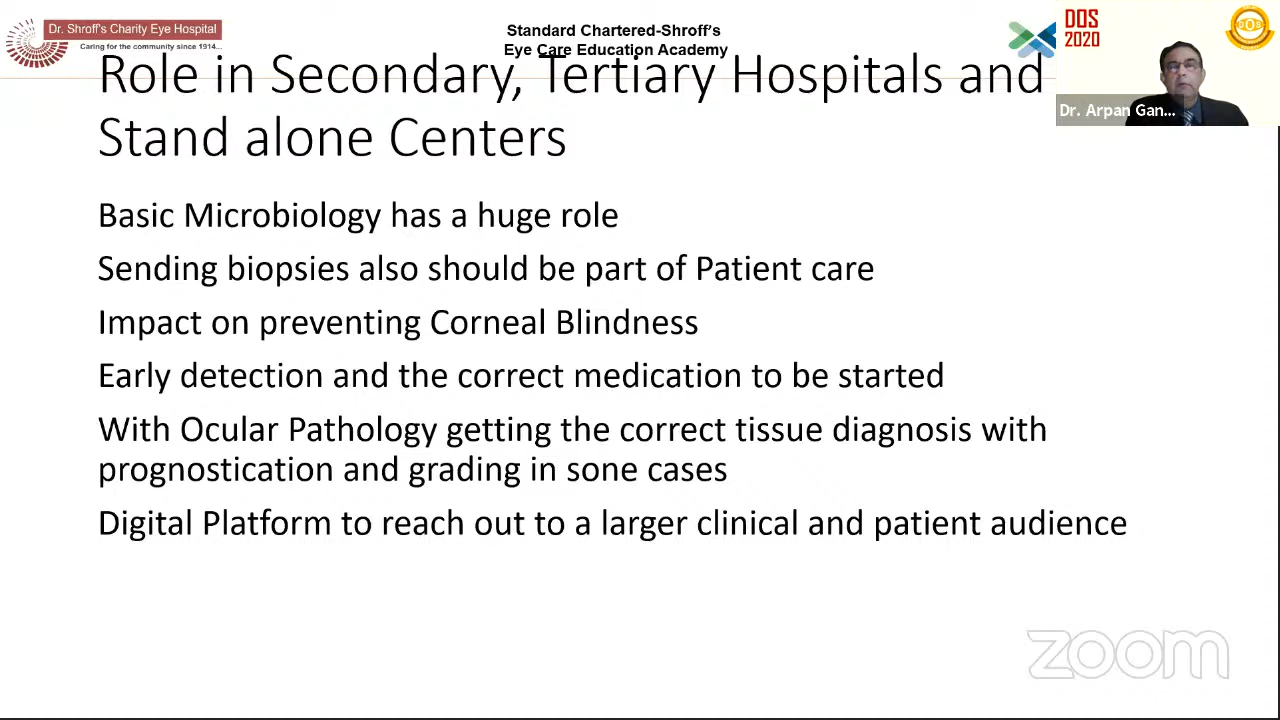 Dr. Shroff's Charity Eye Hospital
Caring for the community since 1914...
Standard Chartered-Shroff's
Eye Care Education Academy
DOS
2020
DOS
Dr. Arpan Gan...
Role in Secondary, Tertiary Hospitals and
Stand alone Centers
Basic Microbiology has a huge role
Sending biopsies also should be part of Patient care
Impact on preventing Corneal Blindness
Early detection and the correct medication to be started
With Ocular Pathology getting the correct tissue diagnosis with
prognostication and grading in sone cases
Digital Platform to reach out to a larger clinical and patient audience
zoom